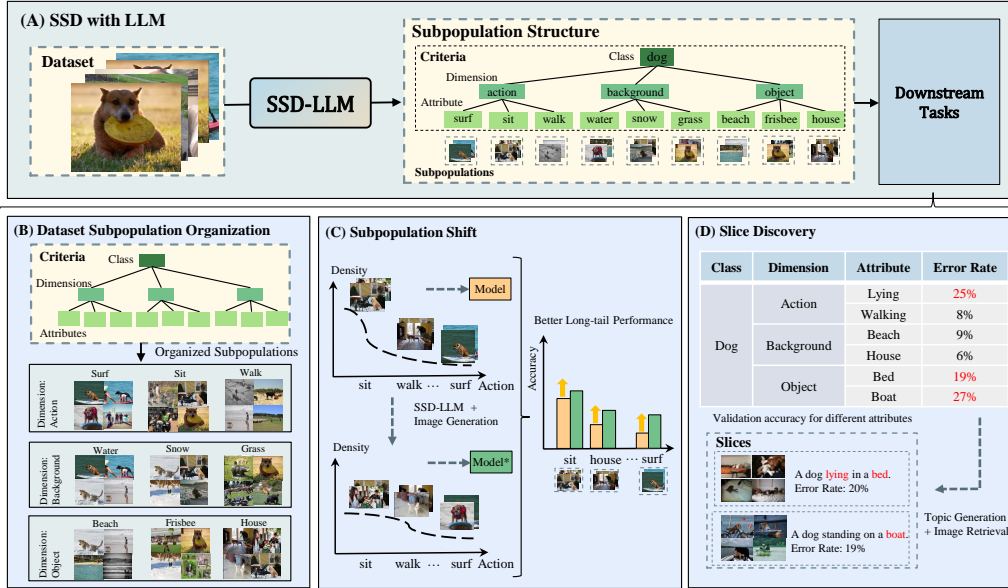 (A) SSD with LLM
Dataset
SSD-LLM
Subpopulation Structure
Criteria
Class
dog
Dimension
action
background
object
Attribute
surf
sit
walk
water
snow
grass
beach
frisbee
house
Subpopulations
Downstream
Tasks
(B) Dataset Subpopulation Organization
Criteria
Class
Dimensions
Attributes
Organized Subpopulations
Dimension:
Action
Surf
Sit
Walk
Dimension:
Background
Water
Snow
Grass
Dimension:
Object
Beach
Frisbee
House
(C) Subpopulation Shift
Density
Model
sit
walk
...
surf
Action
SSD-LLM +
Image Generation
Density
Model*
sit
walk
...
surf
Action
Better Long-tail Performance
Accuracy
sit
house
...
surf
(D) Slice Discovery
Class Dimension Attribute Error Rate
Dog
Action
Lying 25%
Walking 8%
Background
Beach 9%
House 6%
Object
Bed 19%
Boat 27%
Validation accuracy for different attributes
Slices
A dog lying in a bed.
Error Rate: 20%
A dog standing on a boat.
Error Rate: 19%
Topic Generation
+ Image Retrieval